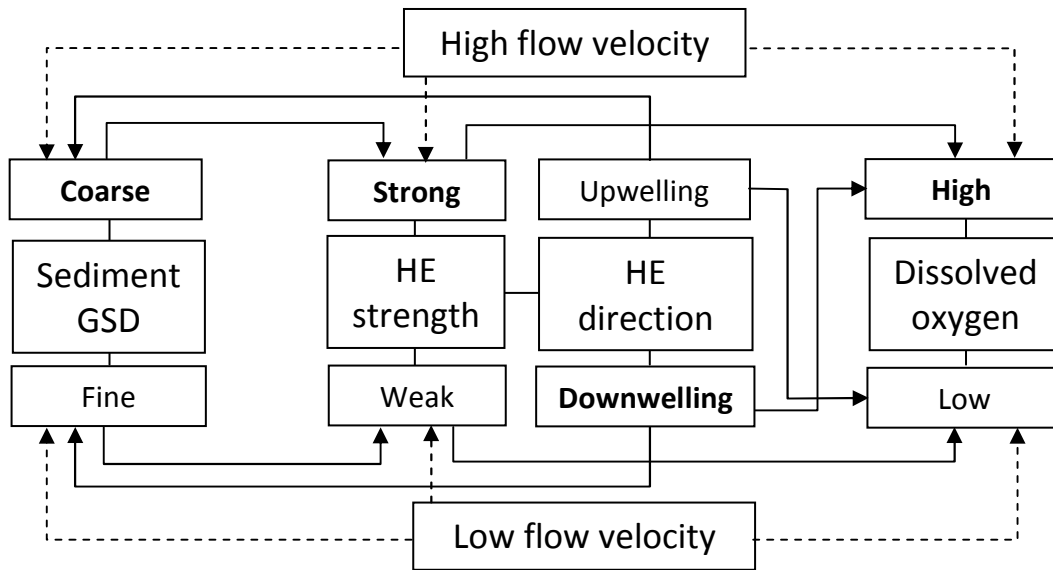 High flow velocity
Coarse
Strong
Upwelling
High
Sediment
GSD
HE
strength
HE
direction
Dissolved
oxygen
Fine
Weak
Downwelling
Low
Low flow velocity